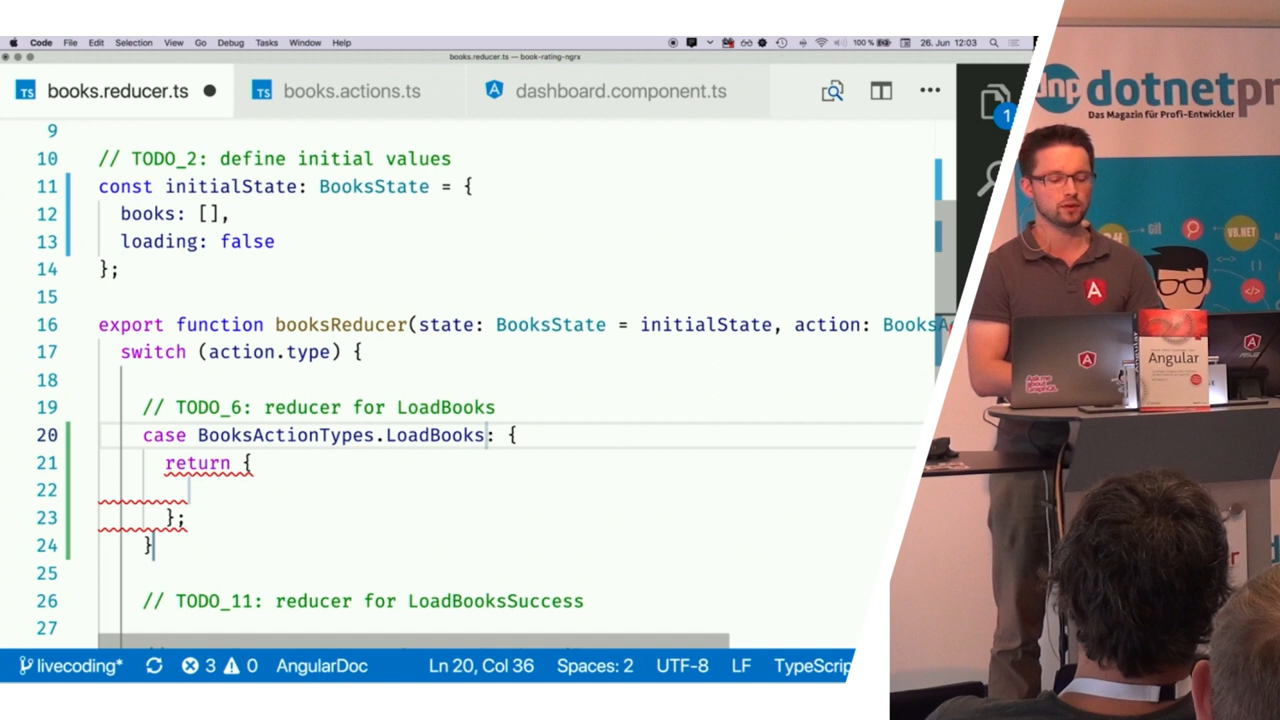 Code File Edit Selection View Go Debug Tasks Window Help 100 % 26. Jun 12:03
books.reducer.ts — book-rating-ngrx
TS books.reducer.ts TS books.actions.ts dashboard.component.ts
1
9
10 // TODO_2: define initial values
11 const initialState: BooksState = {
12 books: [],
13 loading: false
14 };
15
16 export function booksReducer(state: BooksState = initialState, action: BooksA
17 switch (action.type) {
18
19 // TODO_6: reducer for LoadBooks
20 case BooksActionTypes.LoadBooks: {
21 return {
22
23 };
24 }
25
26 // TODO_11: reducer for LoadBooksSuccess
27
livecoding* 3 0 AngularDoc Ln 20, Col 36 Spaces: 2 UTF-8 LF TypeScrip
dnp dotnetpr
Das Magazin für Profi-Entwickler
Git
VB.NET
</>
A
Angular